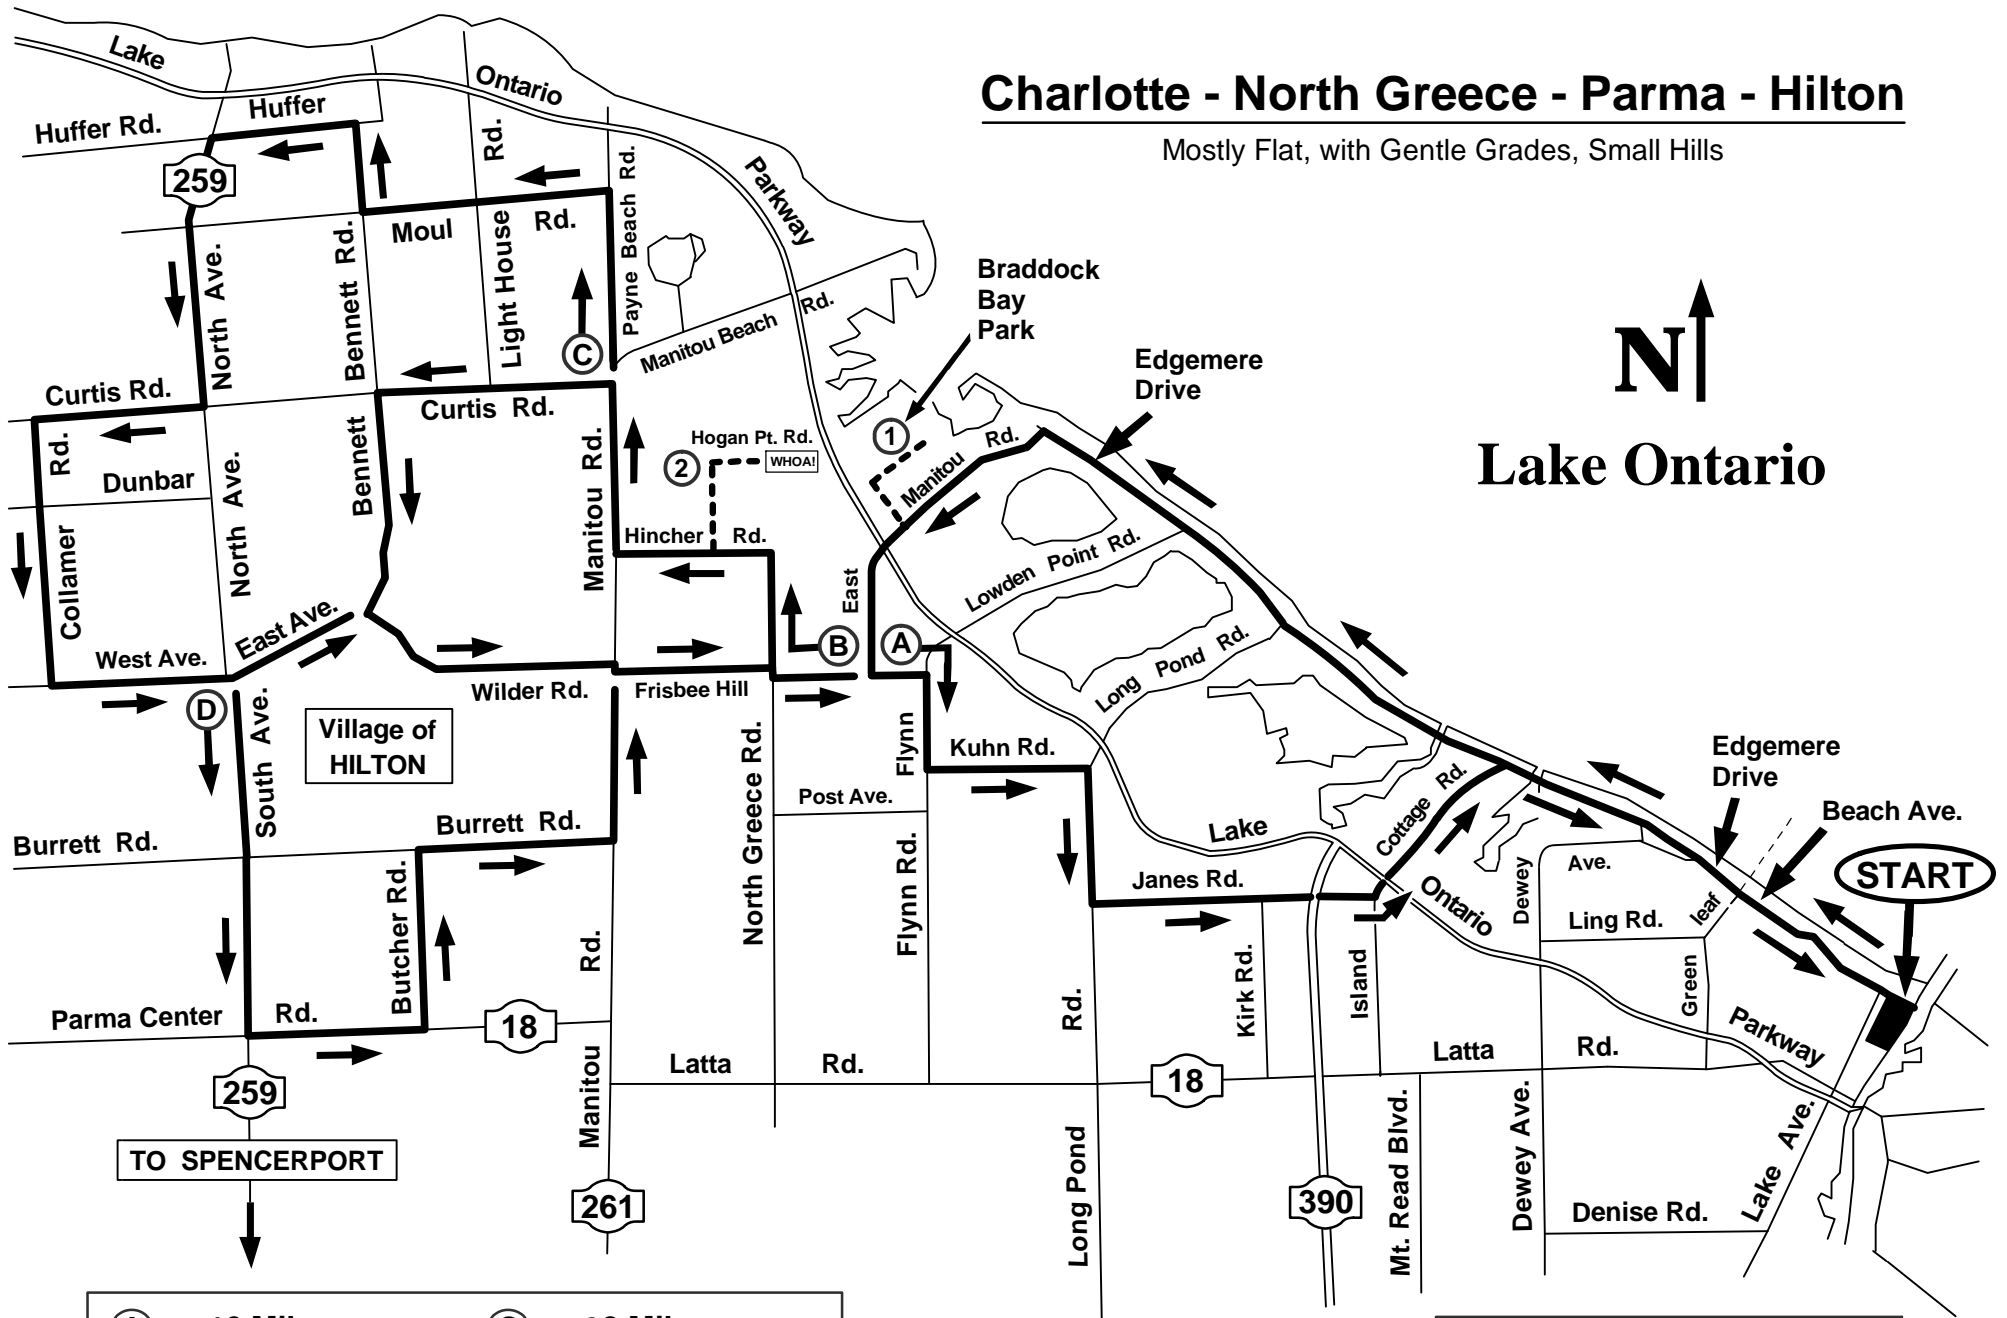 Charlotte - North Greece - Parma - Hilton
Mostly Flat, with Gentle Grades, Small Hills
Lake
Ontario
Parkway
Huffer Rd.
Huffer
259
Rd.
Payne Beach Rd.
Moul
Rd.
North Ave.
Bennett Rd.
Light House
C
Manitou Beach Rd.
Braddock
Bay
Park
Edgemere
Drive
N
Lake Ontario
Curtis Rd.
Curtis Rd.
Rd.
Dunbar
North Ave.
Bennett
Manitou Rd.
Hogan Pt. Rd.
WHOA!
2
1
Manitou Rd.
Hincher Rd.
Collamer
East Ave.
West Ave.
East
Lowden Point Rd.
B
A
Long Pond Rd.
D
South Ave.
Wilder Rd.
Frisbee Hill
Village of
HILTON
North Greece Rd.
Flynn
Kuhn Rd.
Post Ave.
Edgemere
Drive
Beach Ave.
START
Burrett Rd.
Burrett Rd.
Lake
Cottage Rd.
Ontario
Janes Rd.
Dewey
Ave.
Ling Rd.
leaf
Green
Butcher Rd.
Rd.
Flynn Rd.
Rd.
Kirk Rd.
Island
Parkway
Parma Center Rd.
18
Manitou
Latta Rd.
18
Latta Rd.
259
TO SPENCERPORT
261
Long Pond
390
Mt. Read Blvd.
Dewey Ave.
Denise Rd.
Lake Ave.